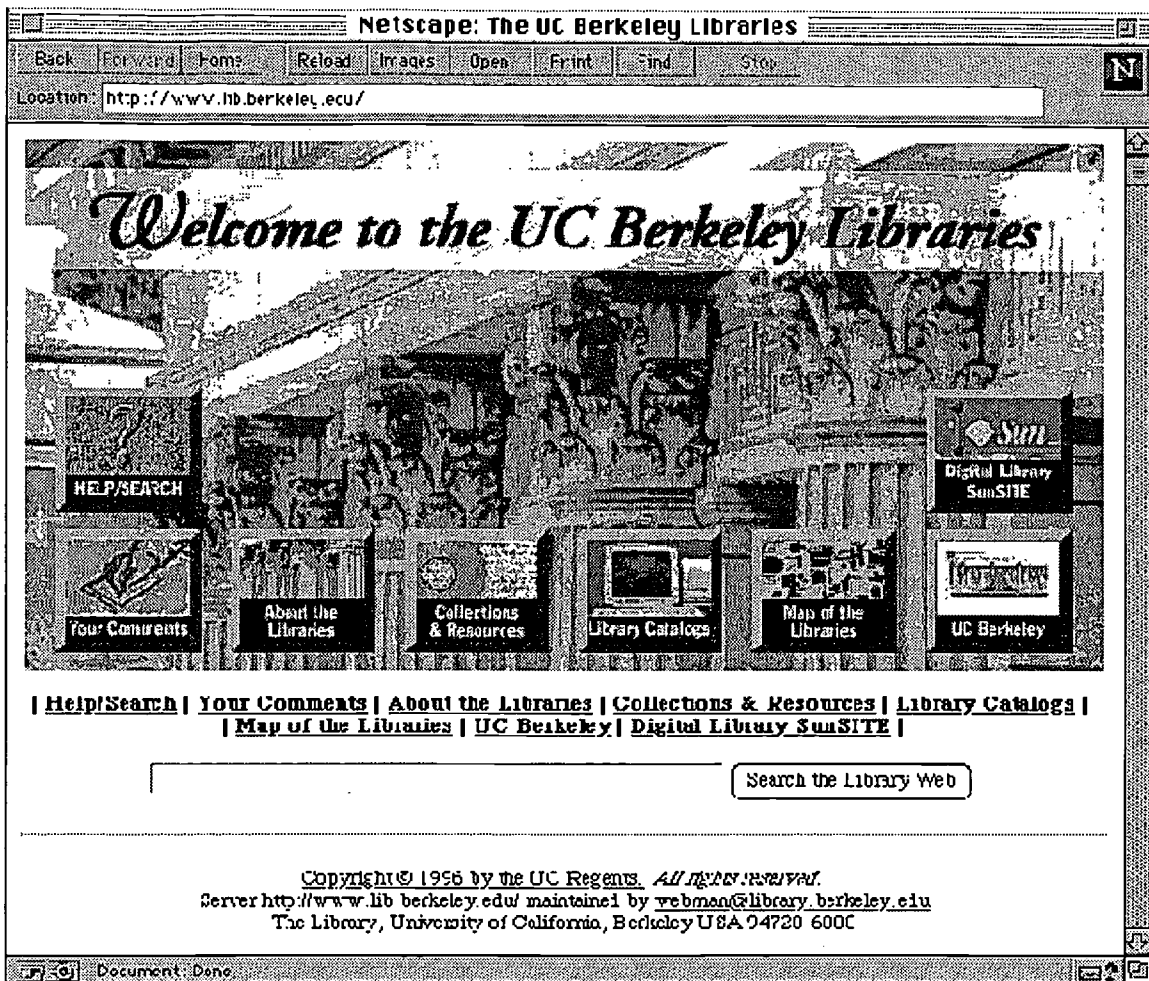 Netscape: The UC Berkeley Libraries
Back Forward Home Reload Images Open Print Find Stop
N
Location: http://www.lib.berkeley.edu/
Welcome to the UC Berkeley Libraries
HELP/SEARCH
Sun
Digital Library
SunSITE
Your Comments
About the
Libraries
Collections
& Resources
Library Catalogs
Map of the
Libraries
UC Berkeley
| Help/Search | Your Comments | About the Libraries | Collections & Resources | Library Catalogs |
| Map of the Libraries | UC Berkeley | Digital Library SunSITE |
Search the Library Web
Copyright © 1996 by the UC Regents. All rights reserved.
Server http://www.lib.berkeley.edu/ maintained by webman@library.berkeley.edu
The Library, University of California, Berkeley USA 94720-6000
Document: Done